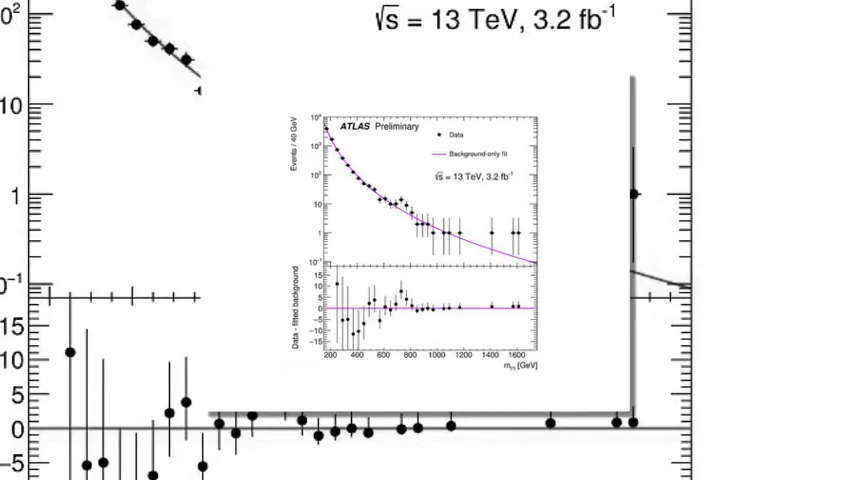 √s = 13 TeV, 3.2 fb⁻¹
10²
10
1
10⁻¹
15
10
5
0
−5
ATLAS Preliminary
Data
Background-only fit
√s = 13 TeV, 3.2 fb⁻¹
Events / 40 GeV
10⁴
10³
10²
10
1
10⁻¹
Data - fitted background
15
10
5
0
−5
−10
−15
200 400 600 800 1000 1200 1400 1600
mγγ [GeV]